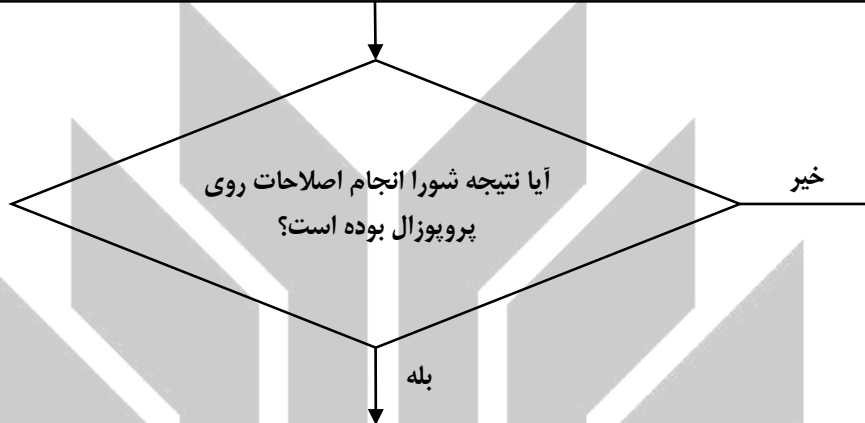 آیا نتیجه شورا انجام اصلاحات روی
پروپوزال بوده است؟
خیر
بله